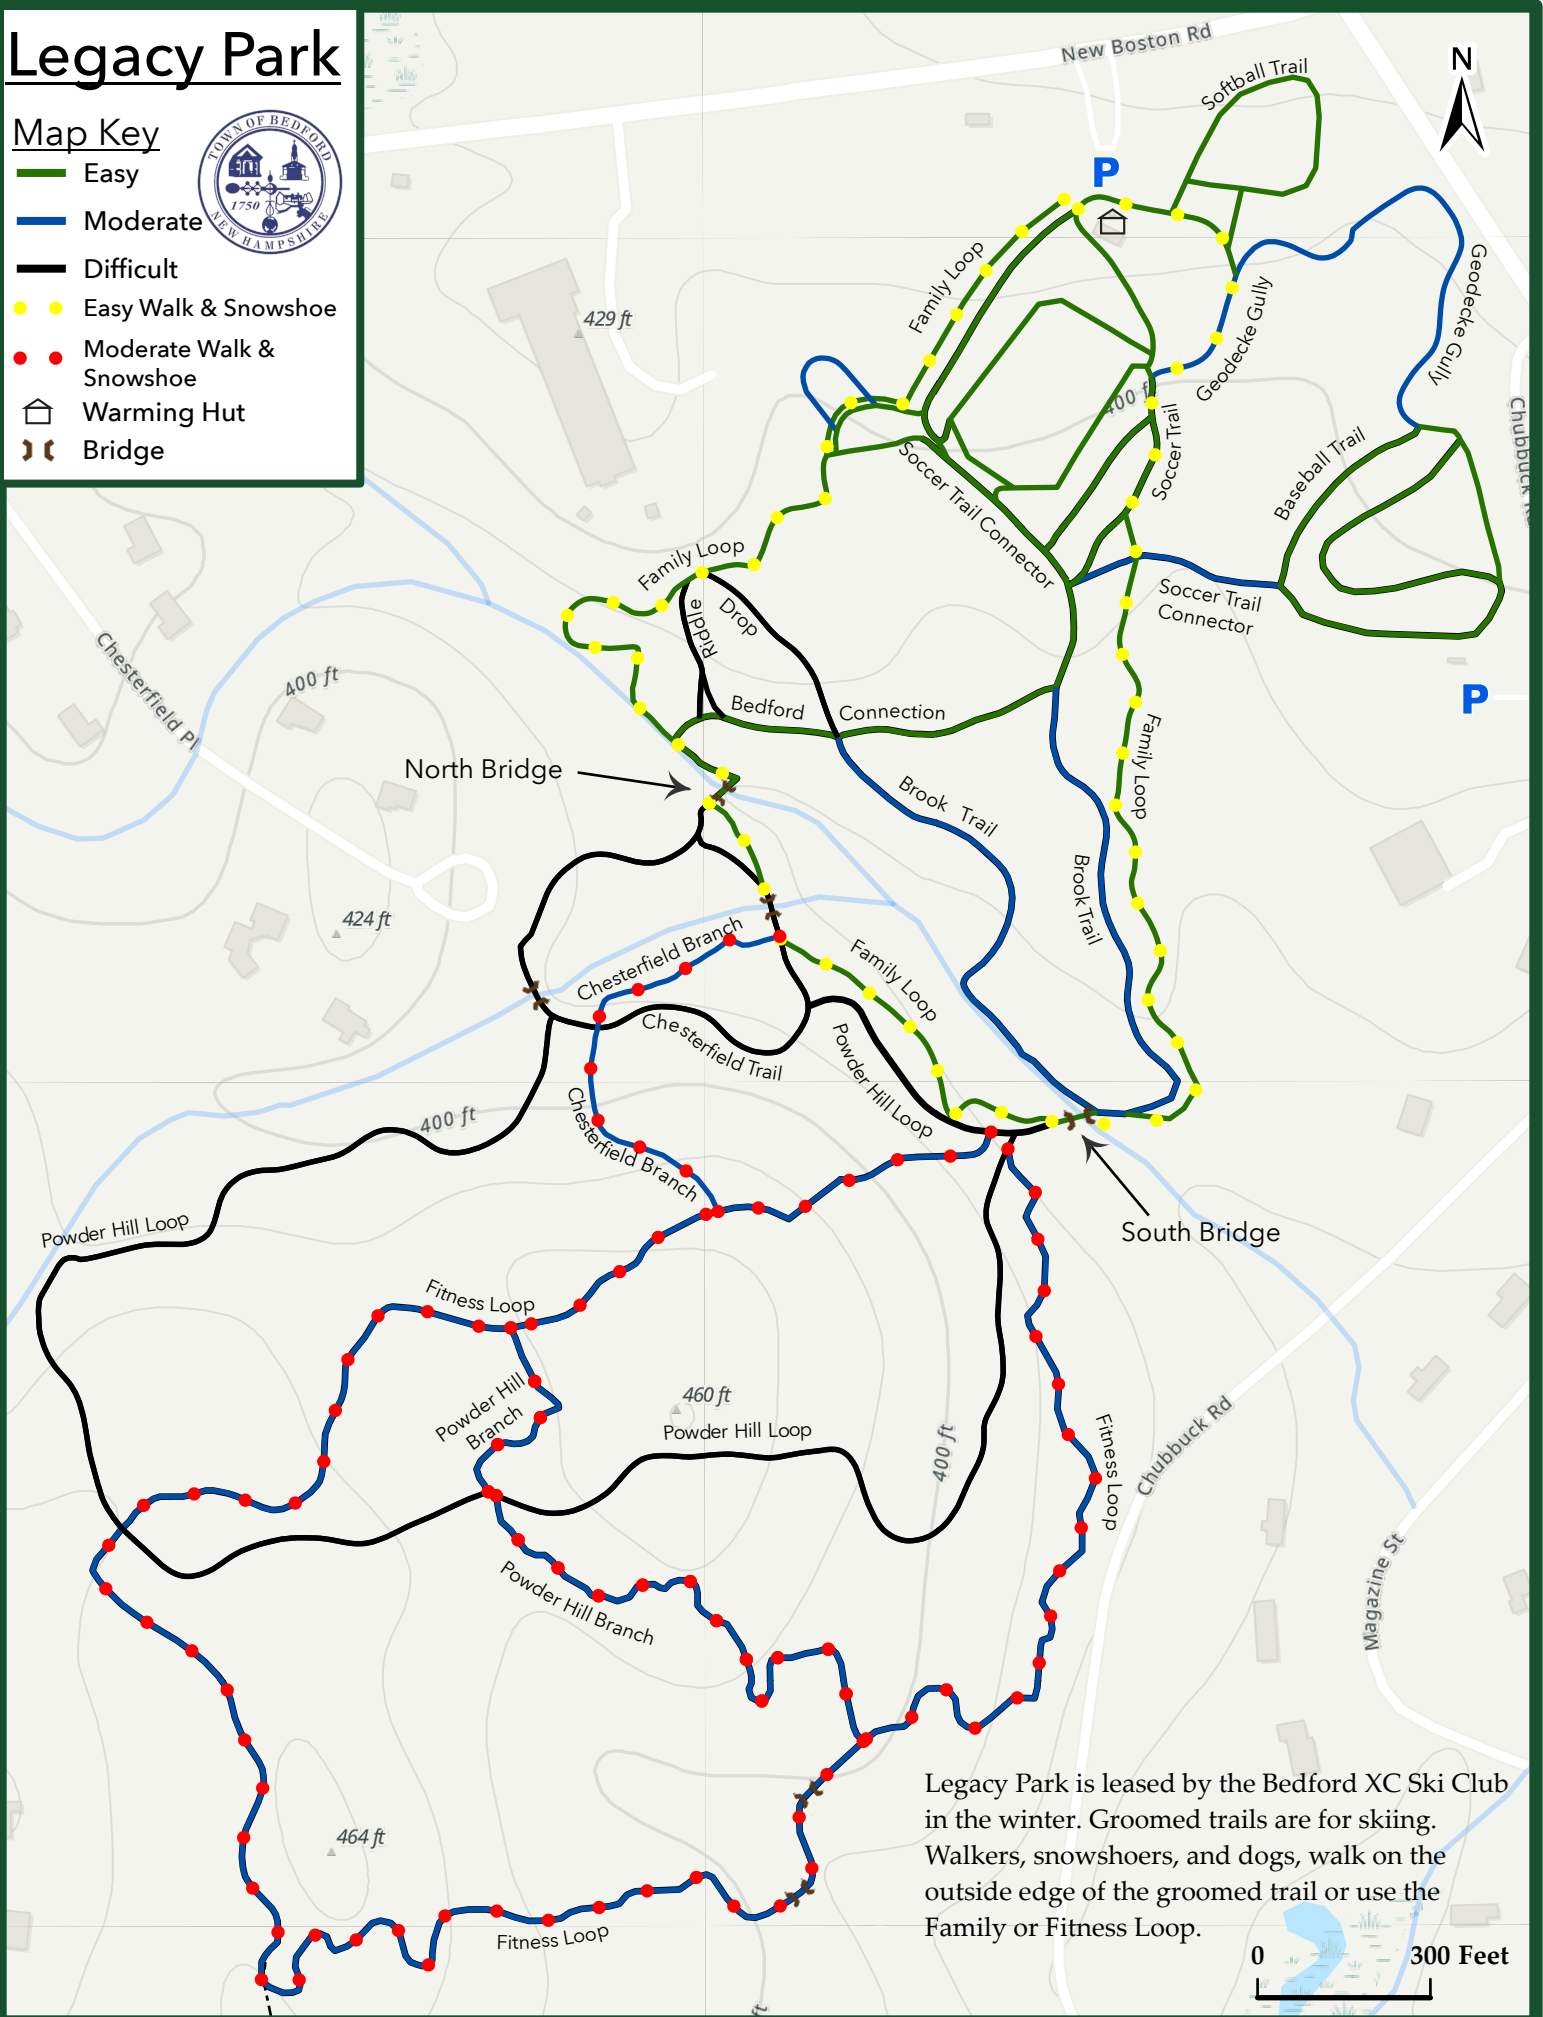 Legacy Park
Map Key
Easy
Moderate
Difficult
Easy Walk & Snowshoe
Moderate Walk &
Snowshoe
Warming Hut
Bridge
TOWN OF BEDFORD
1750
NEW HAMPSHIRE
New Boston Rd
Softball Trail
N
P
Family Loop
Geodecke Gully
Geodecke Gully
429 ft
400 f
Chubbuck Rd
Soccer Trail
Baseball Trail
Soccer Trail Connector
Family Loop
Soccer Trail
Connector
Riddle
Drop
Chesterfield Pl
400 ft
P
Bedford
Connection
Family Loop
North Bridge
Brook Trail
Brook Trail
424 ft
Chesterfield Branch
Family Loop
Chesterfield Trail
Powder Hill Loop
400 ft
Chesterfield Branch
Powder Hill Loop
South Bridge
Fitness Loop
Powder Hill
Branch
460 ft
Powder Hill Loop
400 ft
Fitness Loop
Chubbuck Rd
Magazine St
Powder Hill Branch
464 ft
Fitness Loop
ft
Legacy Park is leased by the Bedford XC Ski Club
in the winter. Groomed trails are for skiing.
Walkers, snowshoers, and dogs, walk on the
outside edge of the groomed trail or use the
Family or Fitness Loop.
0 300 Feet